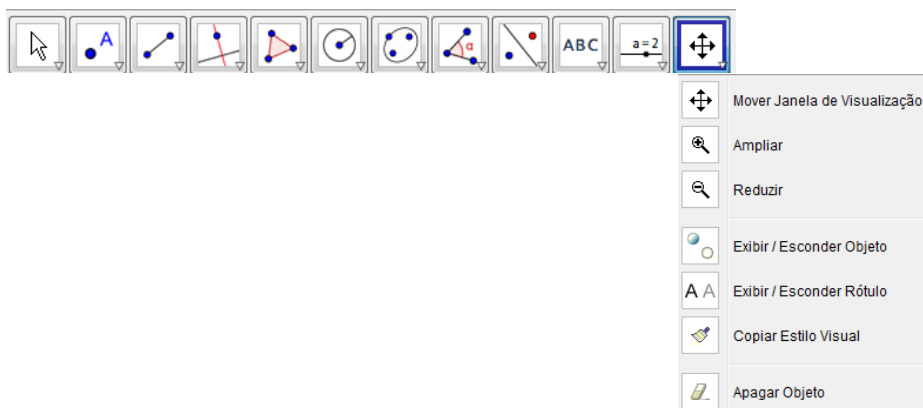 A α ABC a=2
Mover Janela de Visualização
Ampliar
Reduzir
Exibir / Esconder Objeto
A A Exibir / Esconder Rótulo
Copiar Estilo Visual
Apagar Objeto